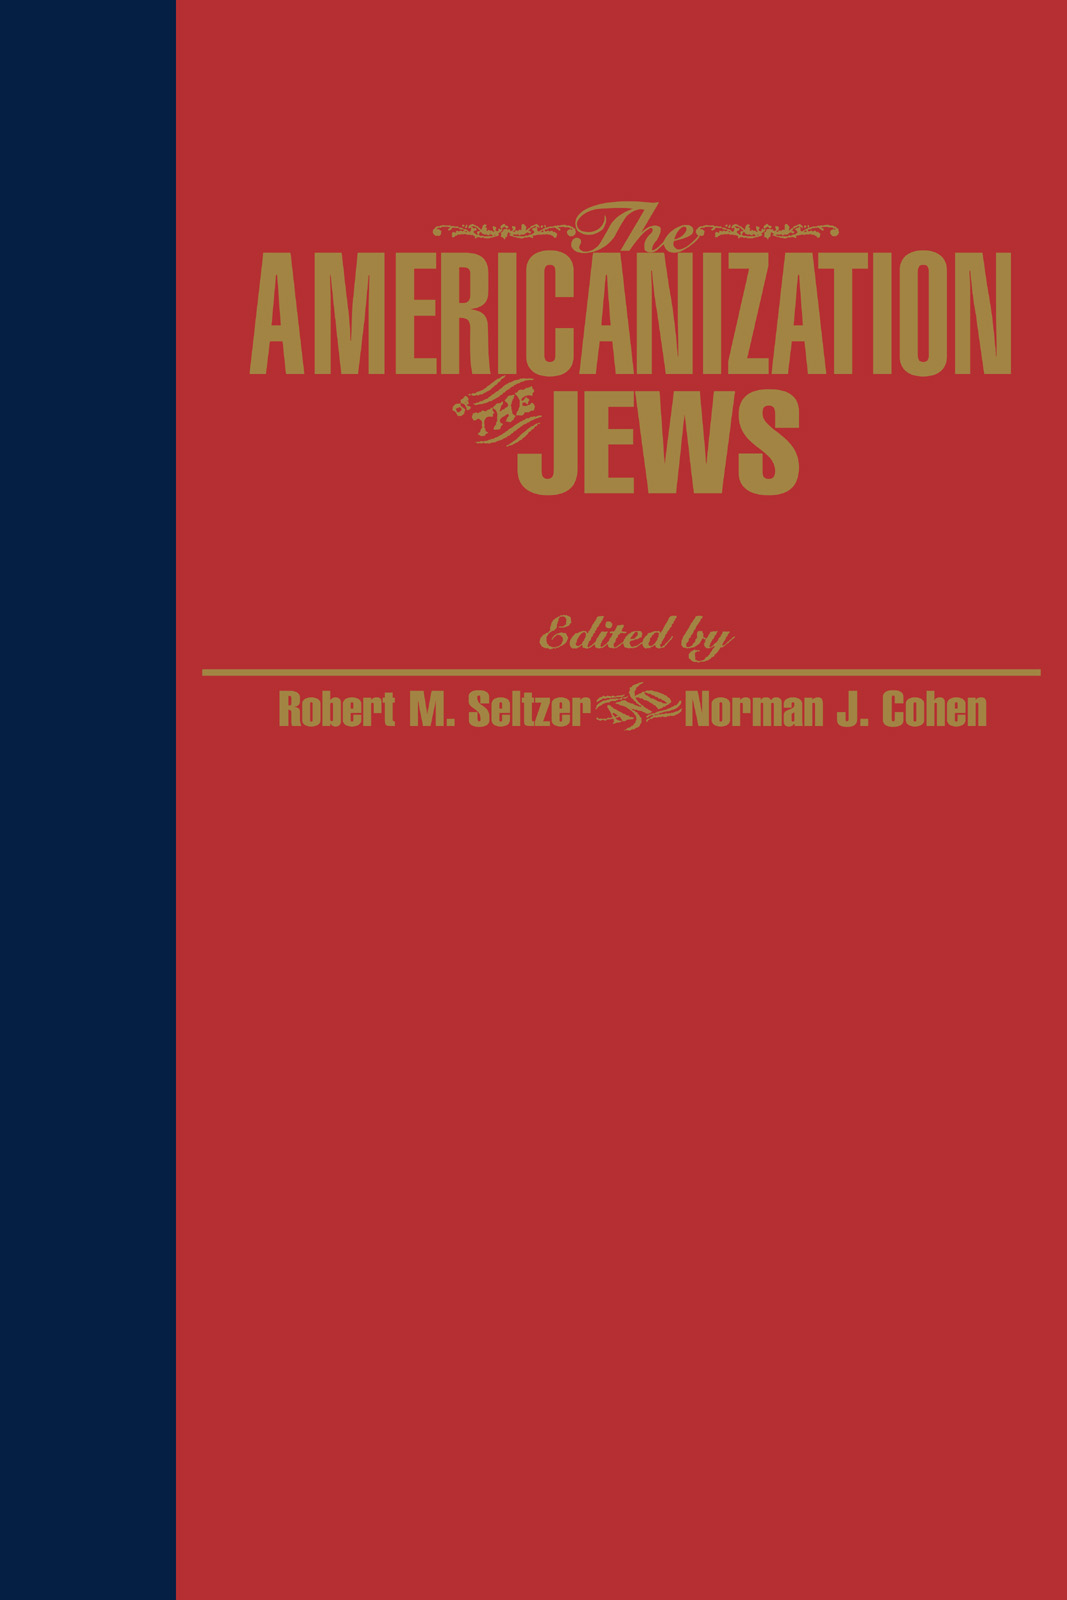 The
AMERICANIZATION
OF THE JEWS
Edited by
Robert M. Seltzer AND Norman J. Cohen